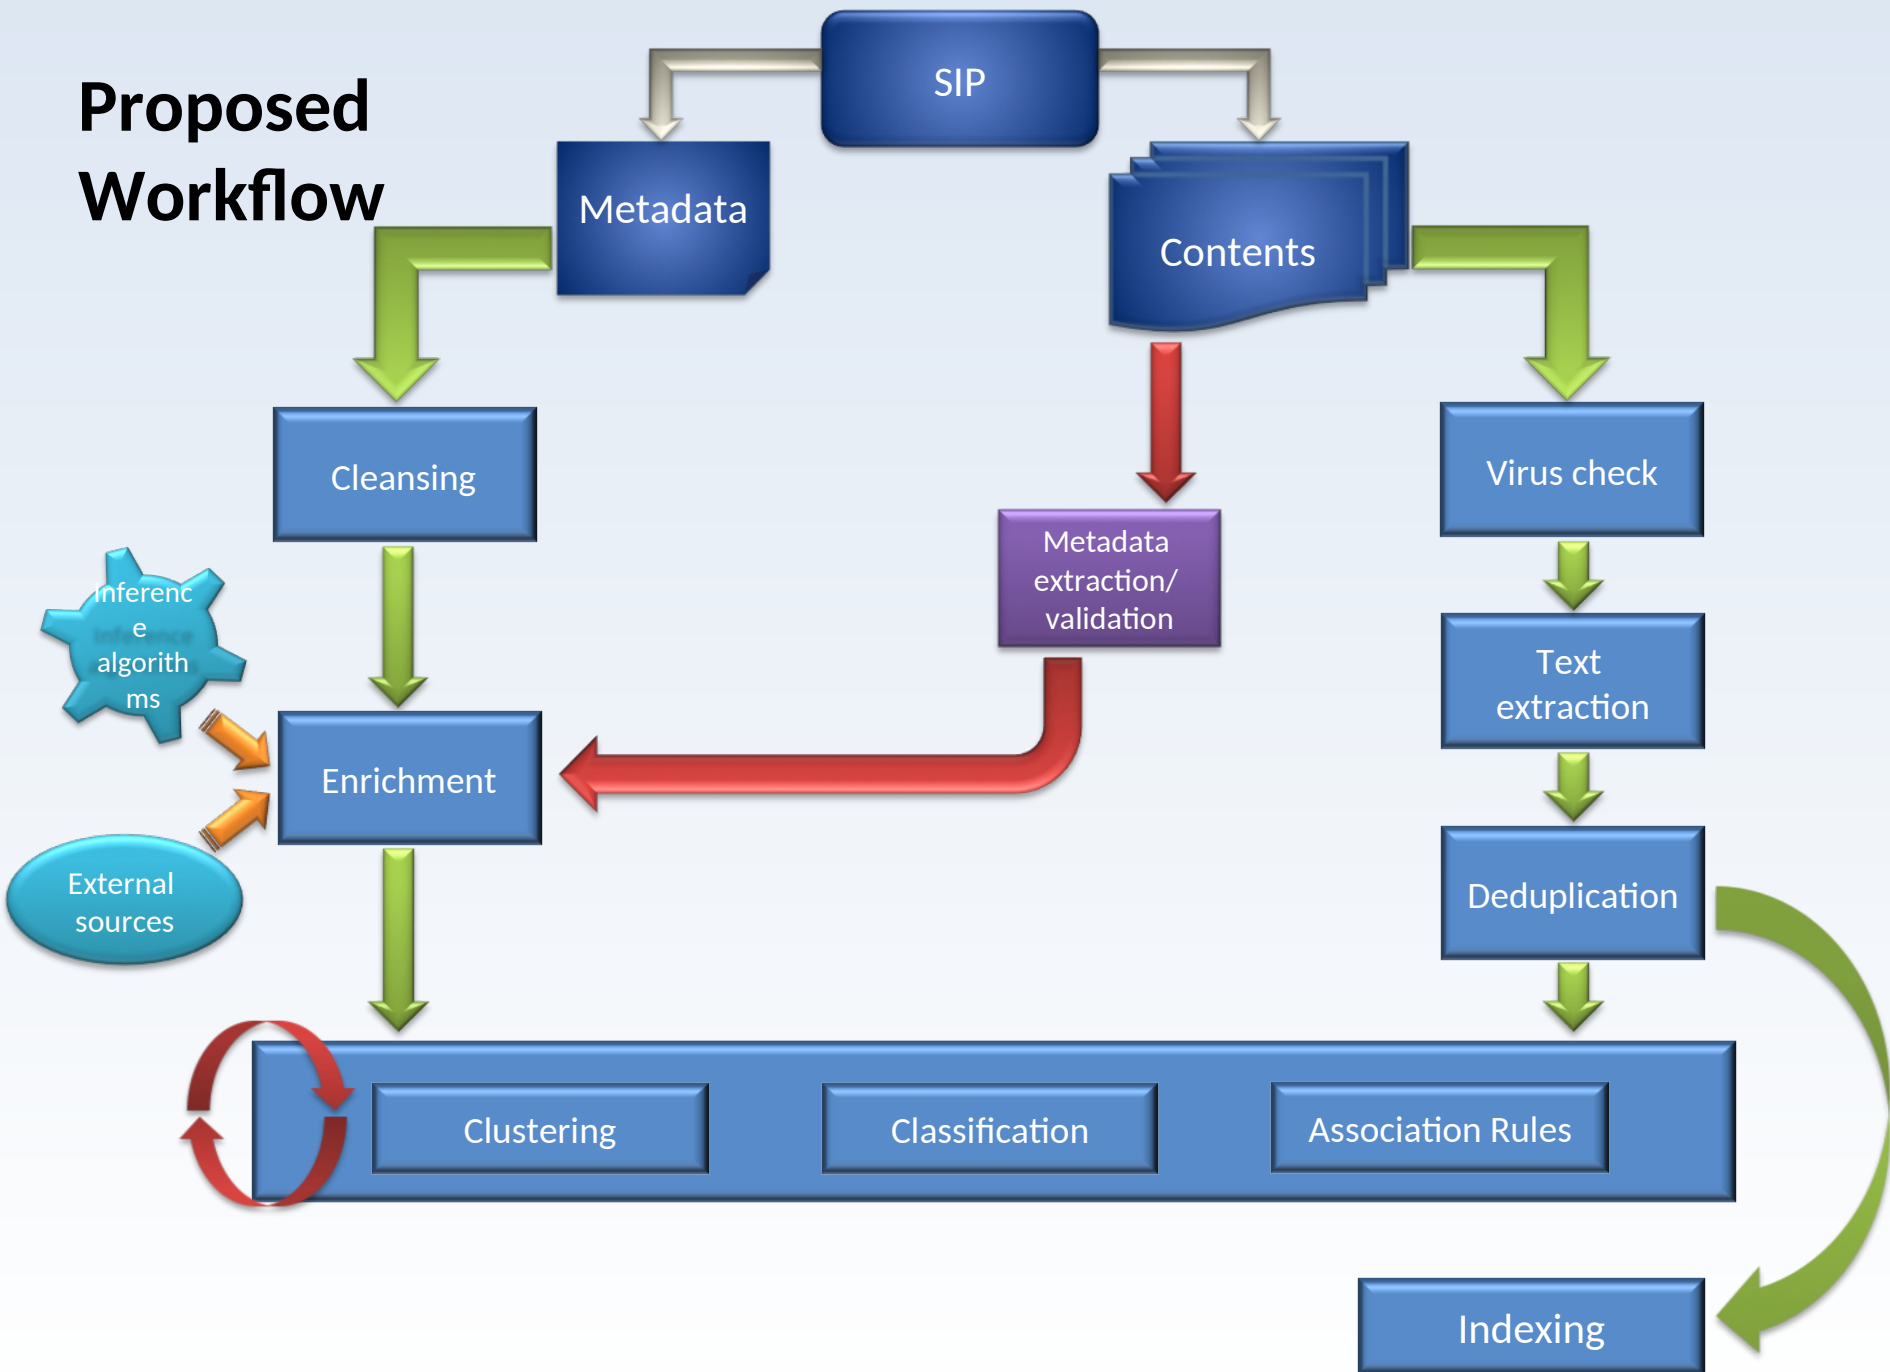 SIP
Proposed
Workflow
Metadata
Contents
Cleansing
Virus check
Metadata
extraction/
validation
Inferenc
e
algorith
ms
Text
extraction
Enrichment
External
sources
Deduplication
Clustering
Classification
Association Rules
Indexing